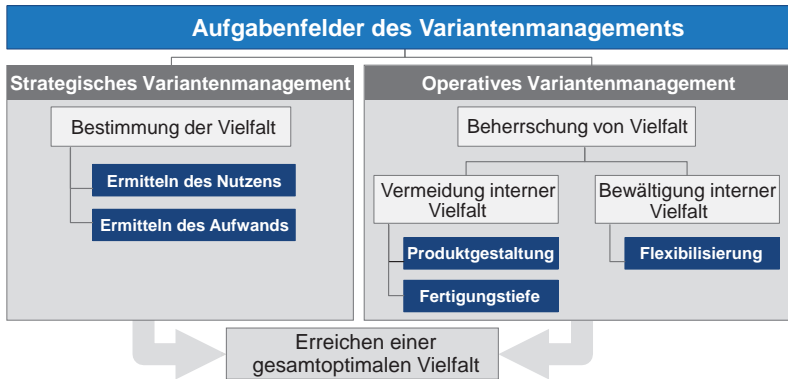 Aufgabenfelder des Variantenmanagements
Strategisches Variantenmanagement
Bestimmung der Vielfalt
Ermitteln des Nutzens
Ermitteln des Aufwands
Operatives Variantenmanagement
Beherrschung von Vielfalt
Vermeidung interner
Vielfalt
Produktgestaltung
Fertigungstiefe
Bewältigung interner
Vielfalt
Flexibilisierung
Erreichen einer
gesamtoptimalen Vielfalt